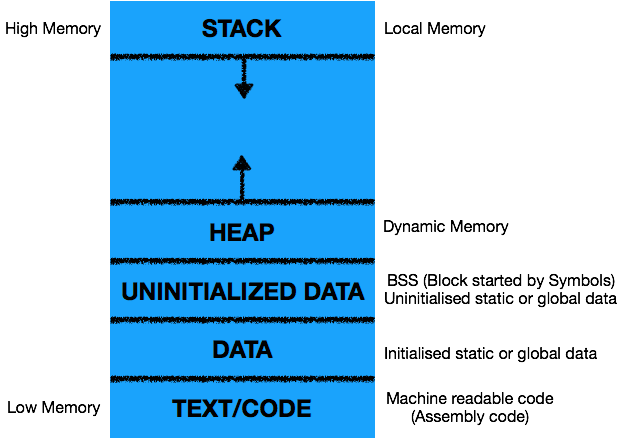 High Memory
STACK
Local Memory
HEAP
Dynamic Memory
UNINITIALIZED DATA
BSS (Block started by Symbols)
Uninitialised static or global data
DATA
Initialised static or global data
Low Memory
TEXT/CODE
Machine readable code
(Assembly code)